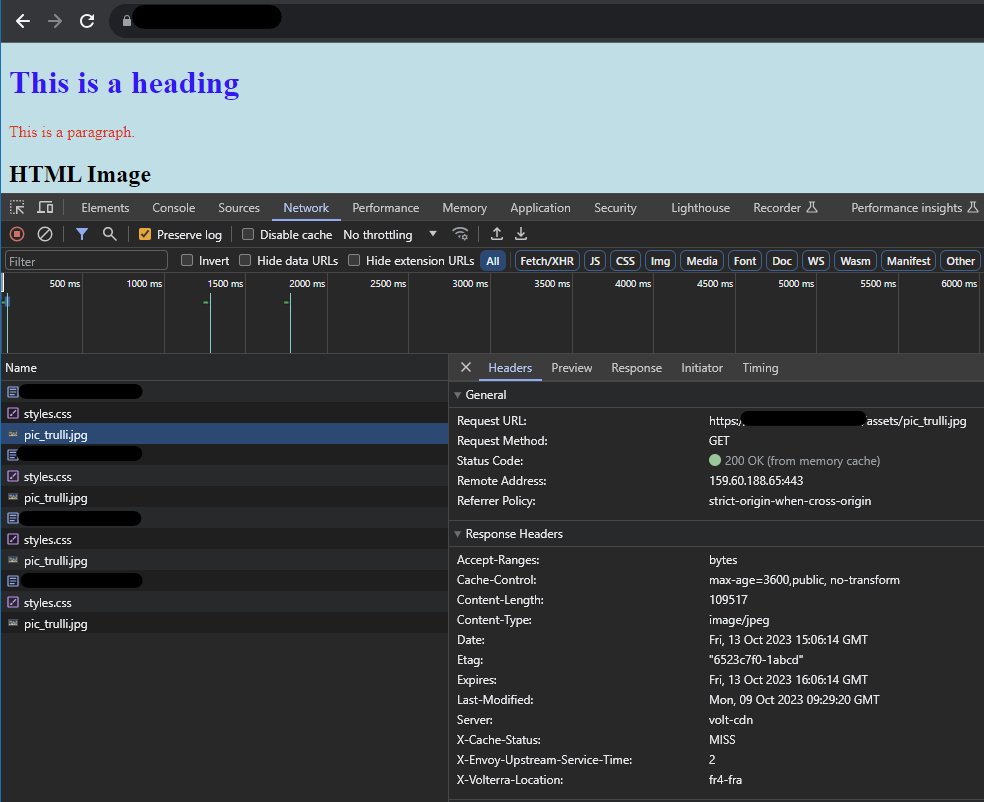 This is a heading
This is a paragraph.
HTML Image
Elements Console Sources Network Performance Memory Application Security Lighthouse Recorder Performance insights
Preserve log Disable cache No throttling
Filter Invert Hide data URLs Hide extension URLs All Fetch/XHR JS CSS Img Media Font Doc WS Wasm Manifest Other
500 ms 1000 ms 1500 ms 2000 ms 2500 ms 3000 ms 3500 ms 4000 ms 4500 ms 5000 ms 5500 ms 6000 ms
Name
styles.css
pic_trulli.jpg
styles.css
pic_trulli.jpg
styles.css
pic_trulli.jpg
styles.css
pic_trulli.jpg
Headers Preview Response Initiator Timing
General
Request URL: https:/ /assets/pic_trulli.jpg
Request Method: GET
Status Code: 200 OK (from memory cache)
Remote Address: 159.60.188.65:443
Referrer Policy: strict-origin-when-cross-origin
Response Headers
Accept-Ranges: bytes
Cache-Control: max-age=3600,public, no-transform
Content-Length: 109517
Content-Type: image/jpeg
Date: Fri, 13 Oct 2023 15:06:14 GMT
Etag: "6523c7f0-1abcd"
Expires: Fri, 13 Oct 2023 16:06:14 GMT
Last-Modified: Mon, 09 Oct 2023 09:29:20 GMT
Server: volt-cdn
X-Cache-Status: MISS
X-Envoy-Upstream-Service-Time: 2
X-Volterra-Location: fr4-fra